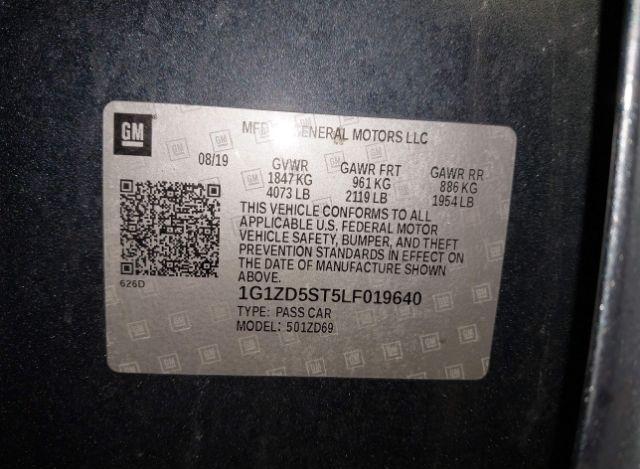 GM
MFD GENERAL MOTORS LLC
08/19
GVWR GAWR FRT GAWR RR
1847 KG 961 KG 886 KG
4073 LB 2119 LB 1954 LB
THIS VEHICLE CONFORMS TO ALL
APPLICABLE U.S. FEDERAL MOTOR
VEHICLE SAFETY, BUMPER, AND THEFT
PREVENTION STANDARDS IN EFFECT ON
THE DATE OF MANUFACTURE SHOWN
ABOVE.
626D
1G1ZD5ST5LF019640
TYPE: PASS CAR
MODEL: 501ZD69